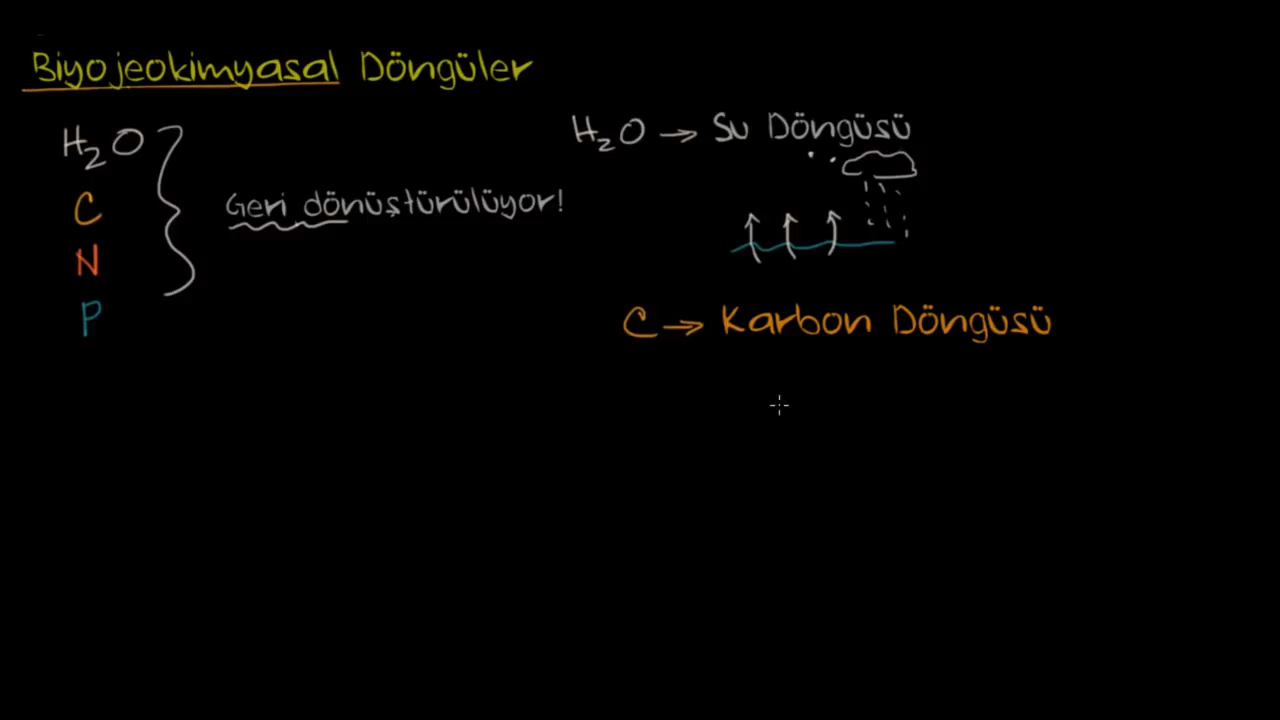 Biyojeokimyasal Döngüler
H₂O
C
N
P
Geri dönüştürülüyor!
H₂O → Su Döngüsü
C → Karbon Döngüsü